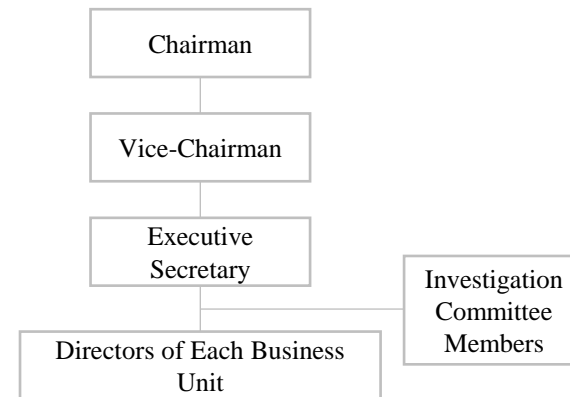 Chairman
Vice-Chairman
Executive
Secretary
Investigation
Committee
Members
Directors of Each Business
Unit